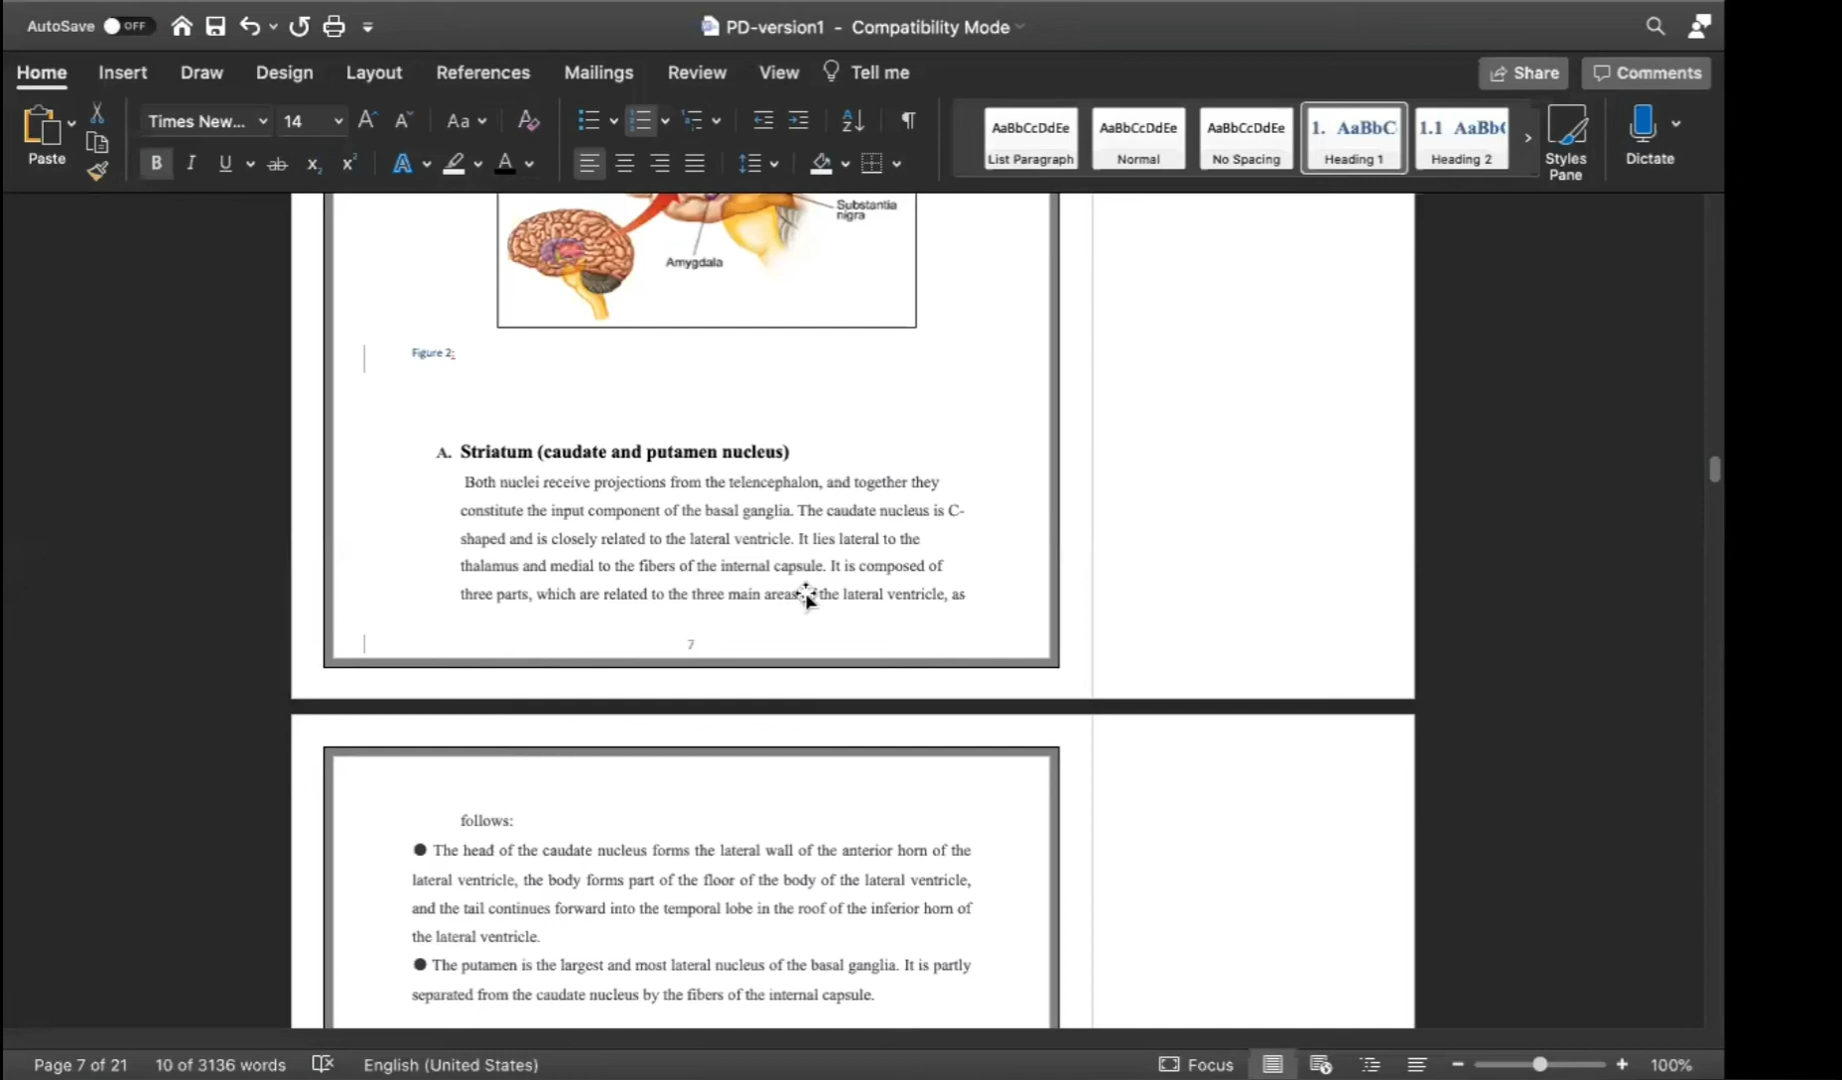 AutoSave OFF
PD-version1 - Compatibility Mode
Home Insert Draw Design Layout References Mailings Review View Tell me
Share Comments
Paste
Times New... 14
Aa
AaBbCcDdEe AaBbCcDdEe AaBbCcDdEe 1. AaBbC 1.1 AaBb(
List Paragraph Normal No Spacing Heading 1 Heading 2
Styles
Pane
Dictate
Substantia
nigra
Amygdala
Figure 2:
A. Striatum (caudate and putamen nucleus)
Both nuclei receive projections from the telencephalon, and together they
constitute the input component of the basal ganglia. The caudate nucleus is C-
shaped and is closely related to the lateral ventricle. It lies lateral to the
thalamus and medial to the fibers of the internal capsule. It is composed of
three parts, which are related to the three main areas the lateral ventricle, as
7
follows:
● The head of the caudate nucleus forms the lateral wall of the anterior horn of the
lateral ventricle, the body forms part of the floor of the body of the lateral ventricle,
and the tail continues forward into the temporal lobe in the roof of the inferior horn of
the lateral ventricle.
● The putamen is the largest and most lateral nucleus of the basal ganglia. It is partly
separated from the caudate nucleus by the fibers of the internal capsule.
Page 7 of 21 10 of 3136 words English (United States) Focus 100%